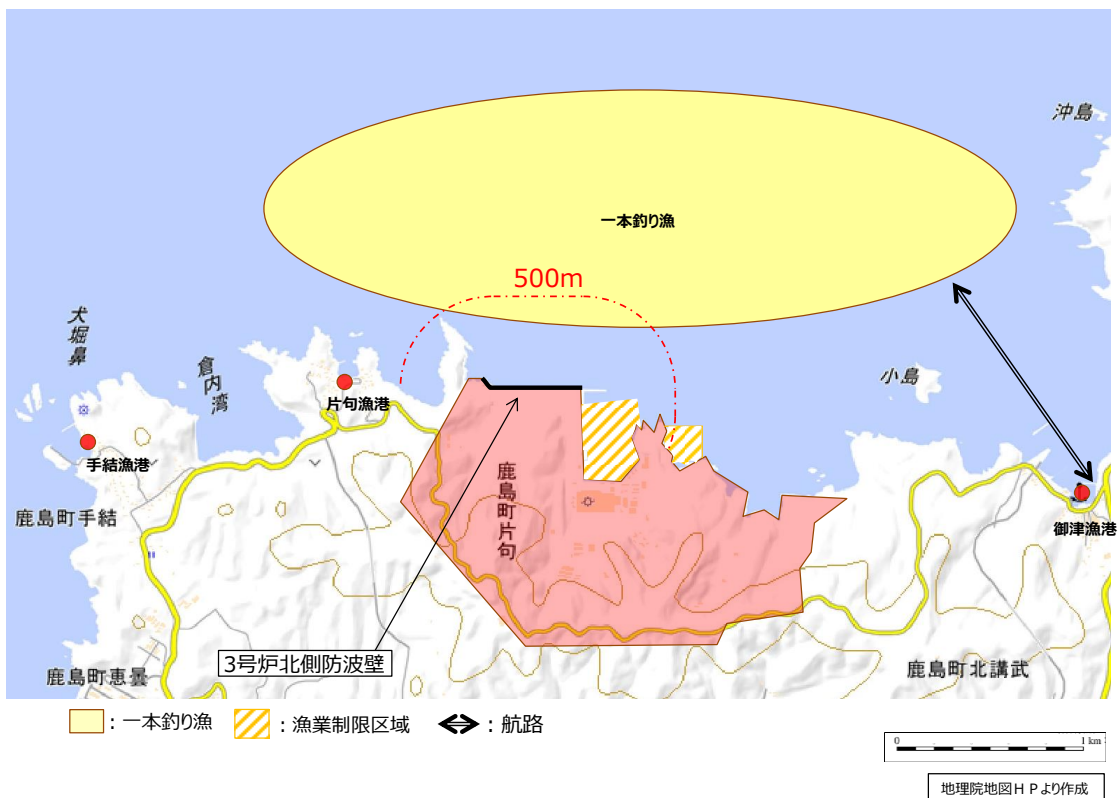 沖島
一本釣り漁
500m
犬堀鼻
倉内湾
小島
片句漁港
手結漁港
鹿島町手結
鹿島町片句
御津漁港
3号炉北側防波壁
鹿島町恵曇
鹿島町北講武
：一本釣り漁
：漁業制限区域
：航路
0
1 km
地理院地図HPより作成